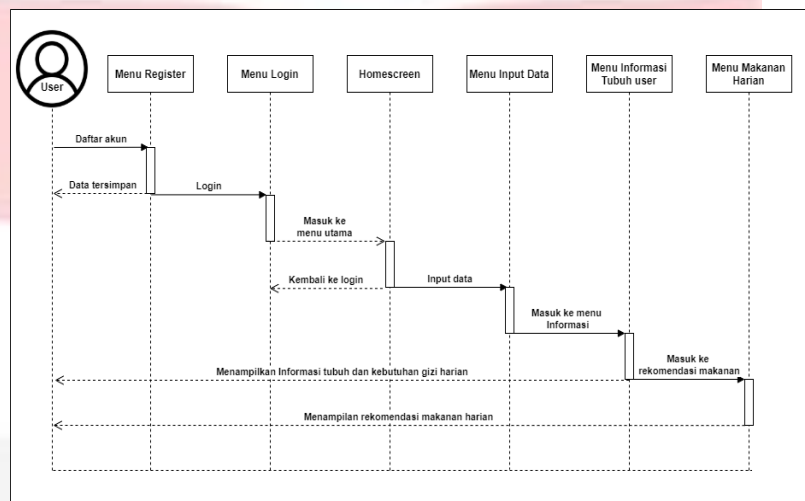 User
Menu Register
Menu Login
Homescreen
Menu Input Data
Menu Informasi
Tubuh user
Menu Makanan
Harian
Daftar akun
Data tersimpan
Login
Masuk ke
menu utama
Kembali ke login
Input data
Masuk ke menu
Informasi
Menampilkan Informasi tubuh dan kebutuhan gizi harian
Masuk ke
rekomendasi makanan
Menampilan rekomendasi makanan harian